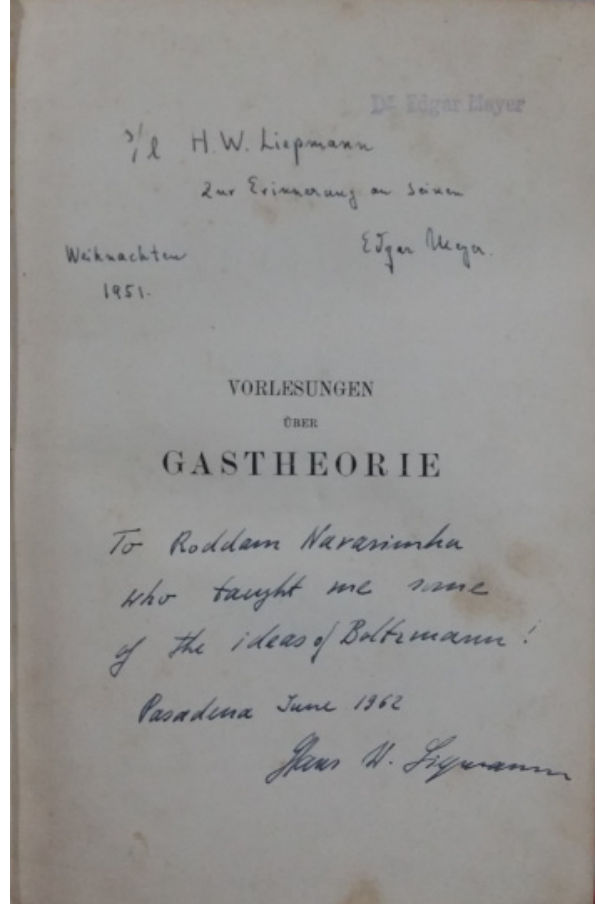 Dr. Edgar Meyer
s/l H. W. Liepmann
Zur Erinnerung an seinen
Edgar Meyer.
Weihnachten
1951.
VORLESUNGEN
ÜBER
GASTHEORIE
To Roddam Narasimha
who taught me some
of the ideas of Boltzmann!
Pasadena June 1962
Hans W. Liepmann